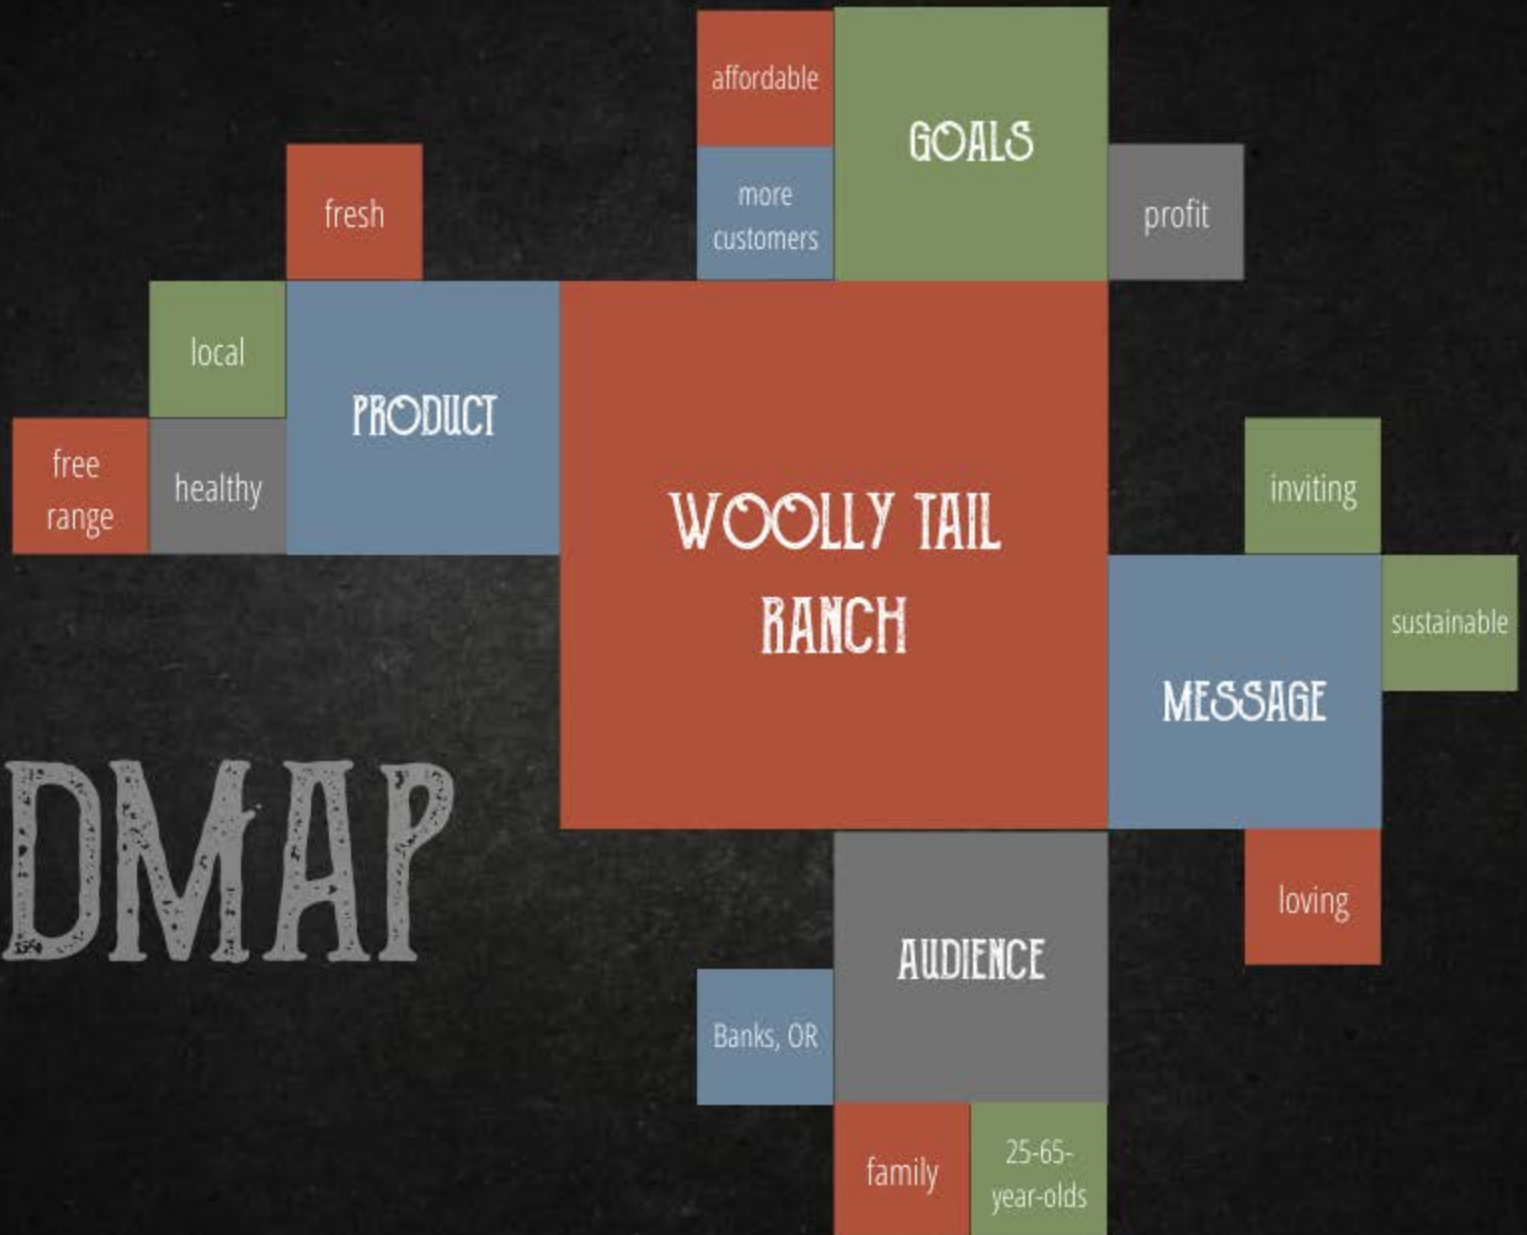 affordable
GOALS
more
customers
profit
fresh
local
PRODUCT
free
range
healthy
WOOLLY TAIL
RANCH
inviting
sustainable
MESSAGE
loving
DMAP
AUDIENCE
Banks, OR
family
25-65-
year-olds